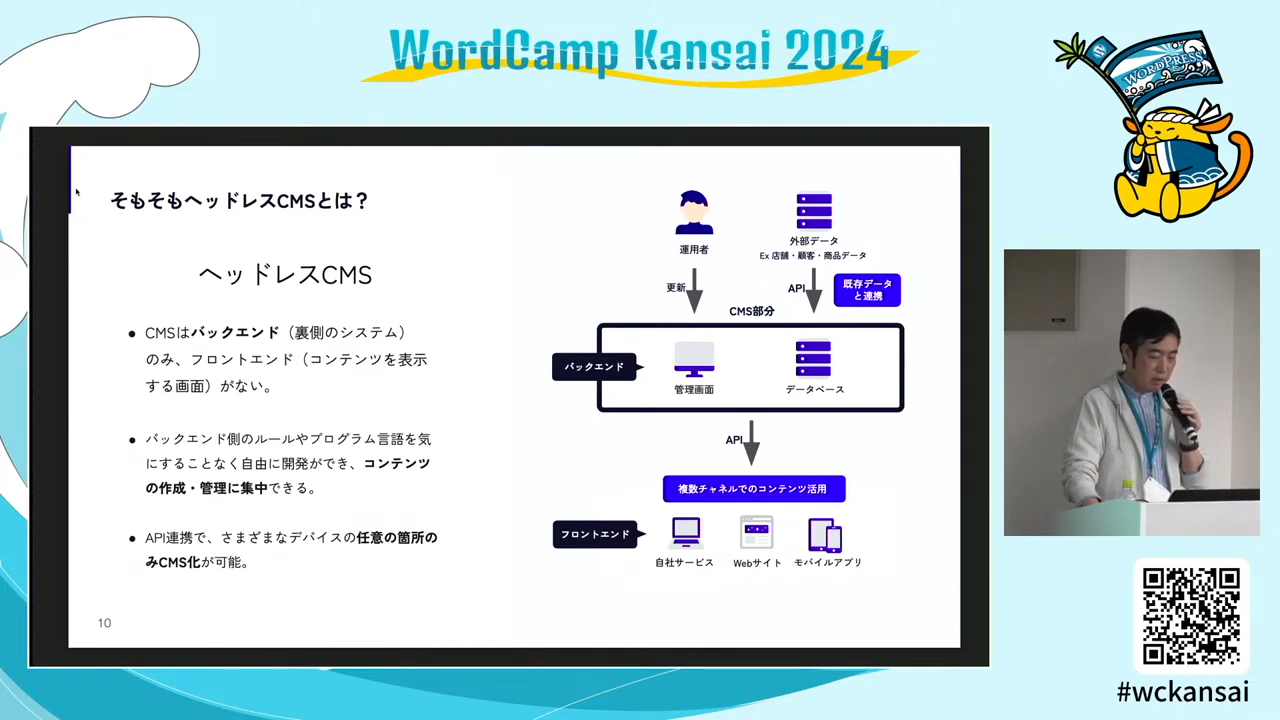 WordCamp Kansai 2024
W
WORDPRESS
そもそもヘッドレスCMSとは？
ヘッドレスCMS
● CMSはバックエンド（裏側のシステム）
のみ、フロントエンド（コンテンツを表示
する画面）がない。
● バックエンド側のルールやプログラム言語を気
にすることなく自由に開発ができ、コンテンツ
の作成・管理に集中できる。
● API連携で、さまざまなデバイスの任意の箇所の
みCMS化が可能。
10
運用者
外部データ
Ex 店舗・顧客・商品データ
更新
API
既存データ
と連携
CMS部分
バックエンド
管理画面
データベース
API
複数チャネルでのコンテンツ活用
フロントエンド
自社サービス
Webサイト
モバイルアプリ
#wckansai